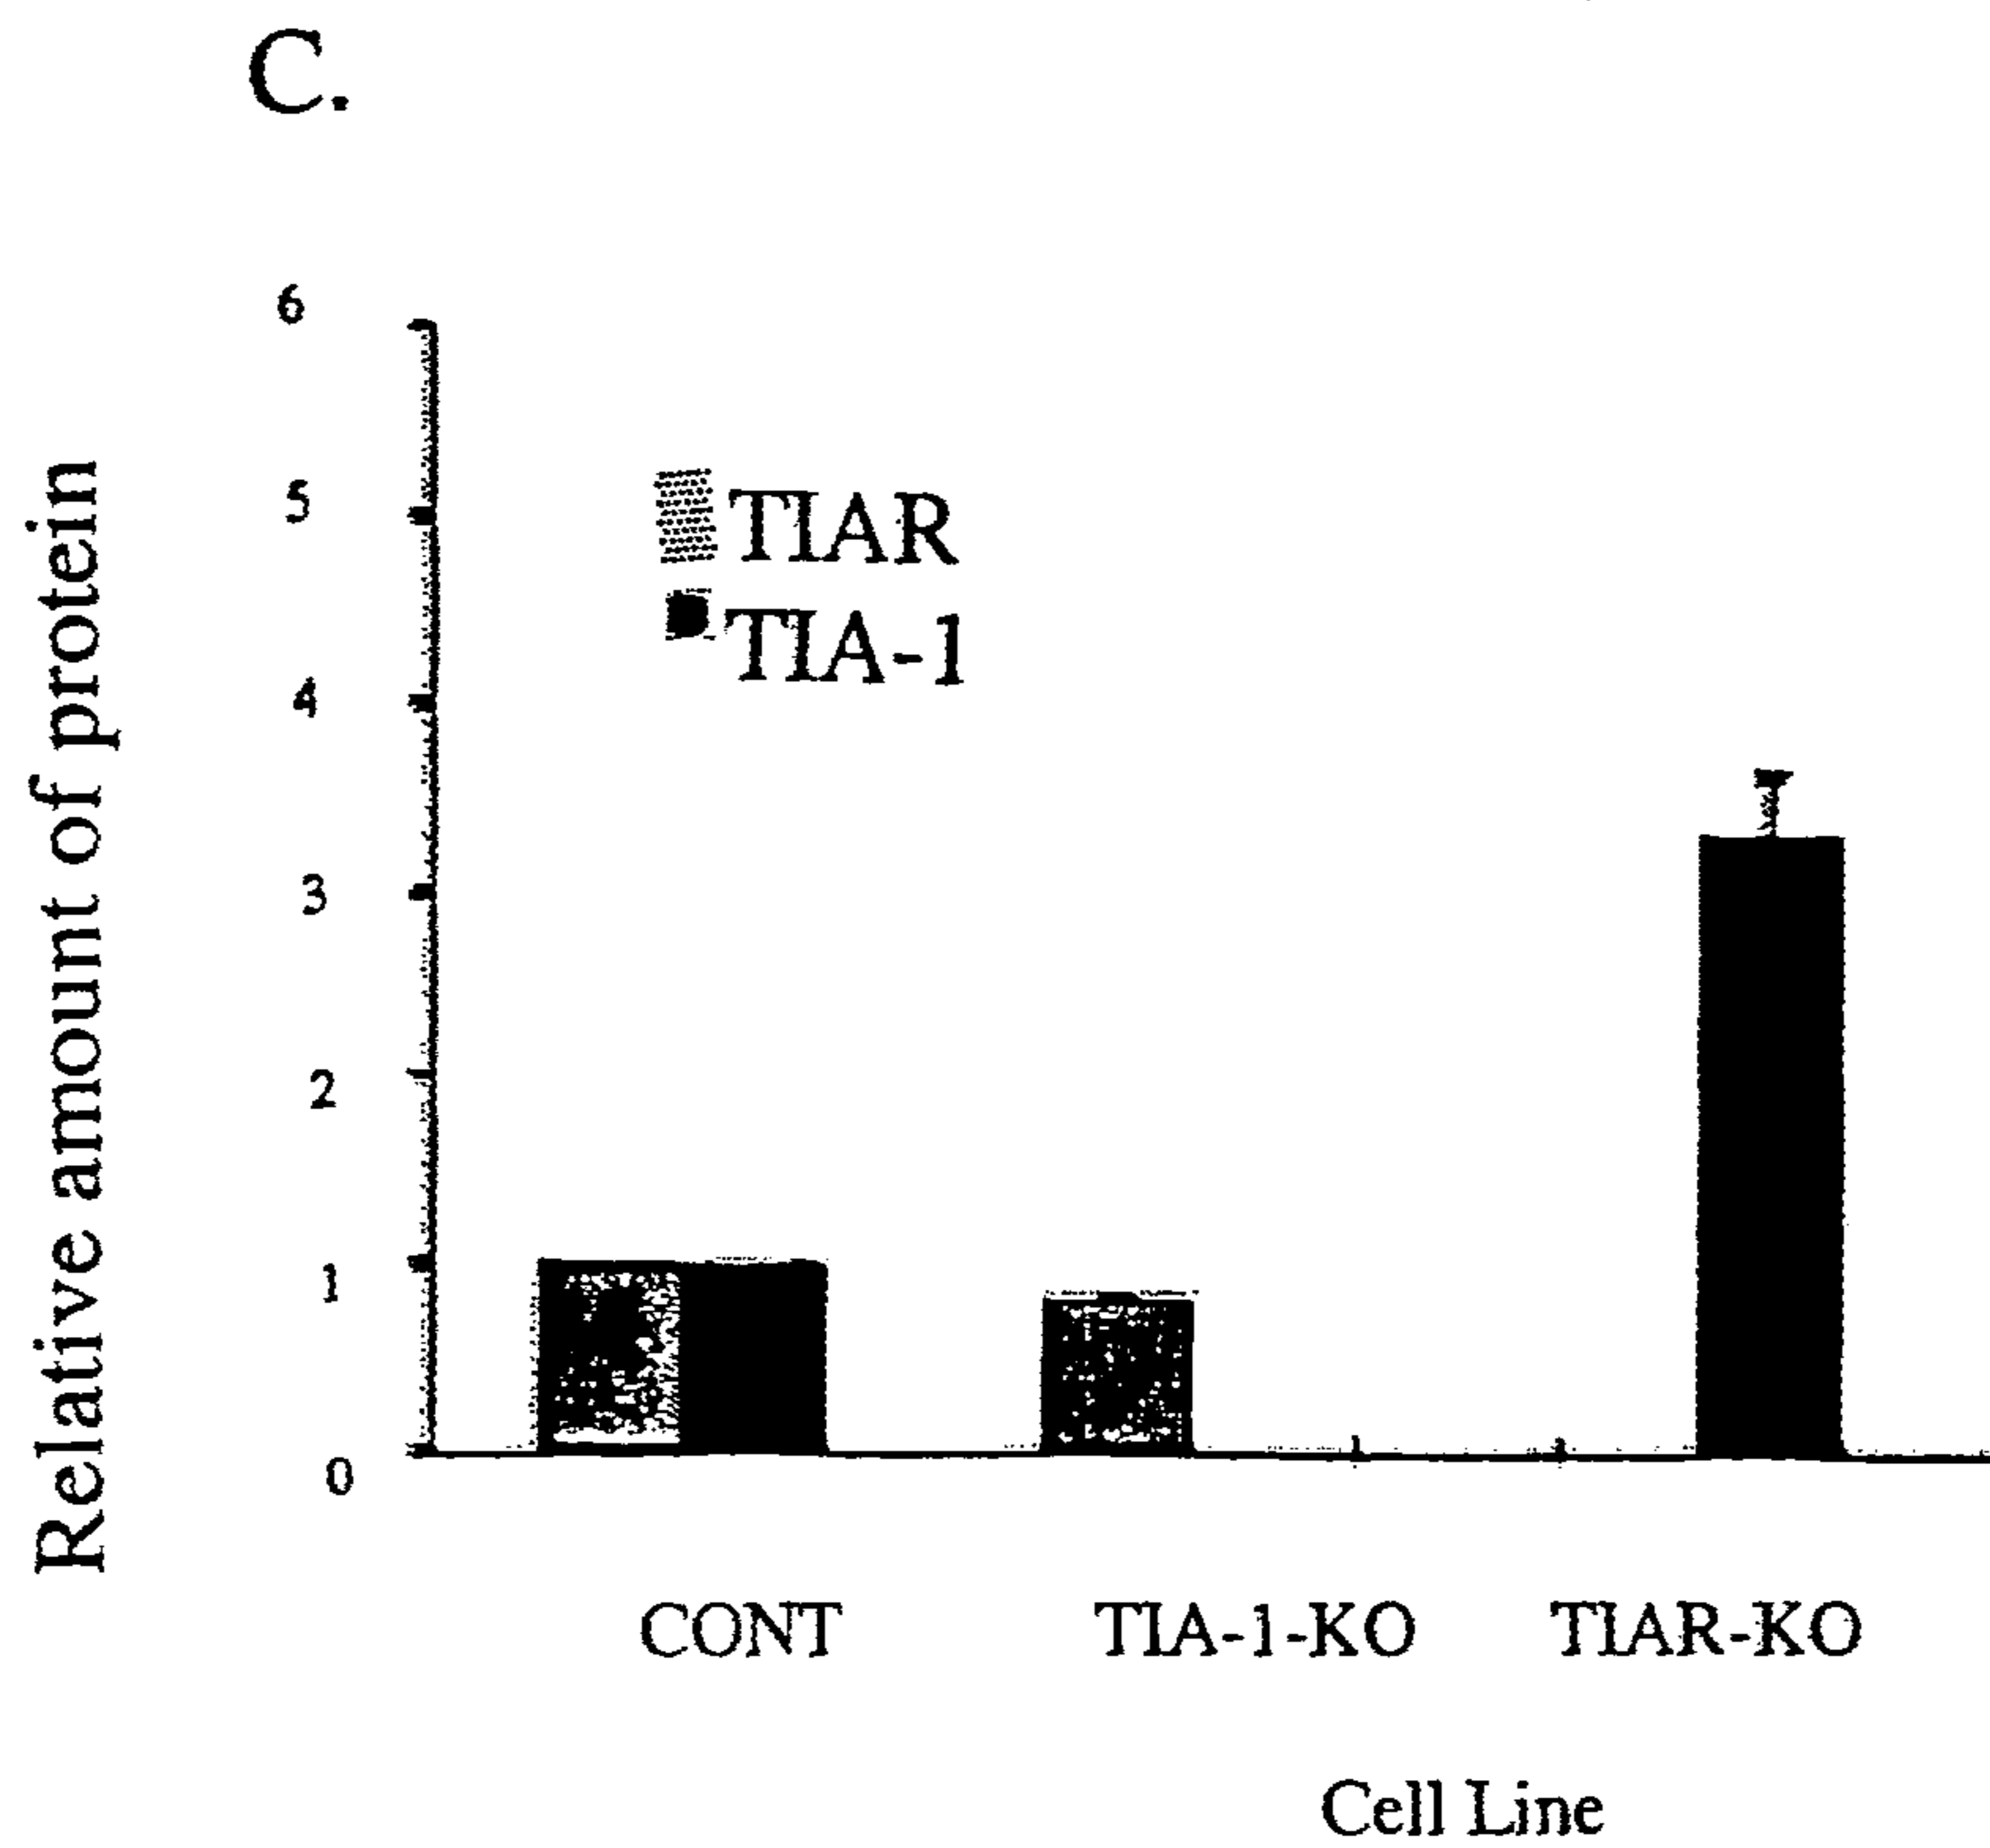 C.
Relative amount of protein
6
5
4
3
2
1
0
TIAR
TIA-1
CONT TIA-1-KO TIAR-KO
Cell Line